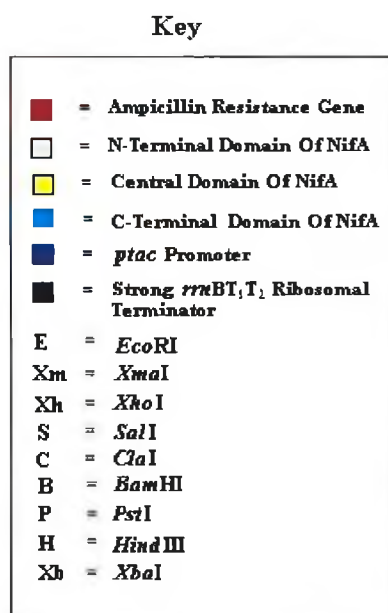 Key
= Ampicillin Resistance Gene
= N-Terminal Domain Of NifA
= Central Domain Of NifA
= C-Terminal Domain Of NifA
= ptac Promoter
= Strong rrnBT₁T₂ Ribosomal
Terminator
E = EcoRI
Xm = XmaI
Xh = XhoI
S = SalI
C = ClaI
B = BamHI
P = PstI
H = HindIII
Xb = XbaI